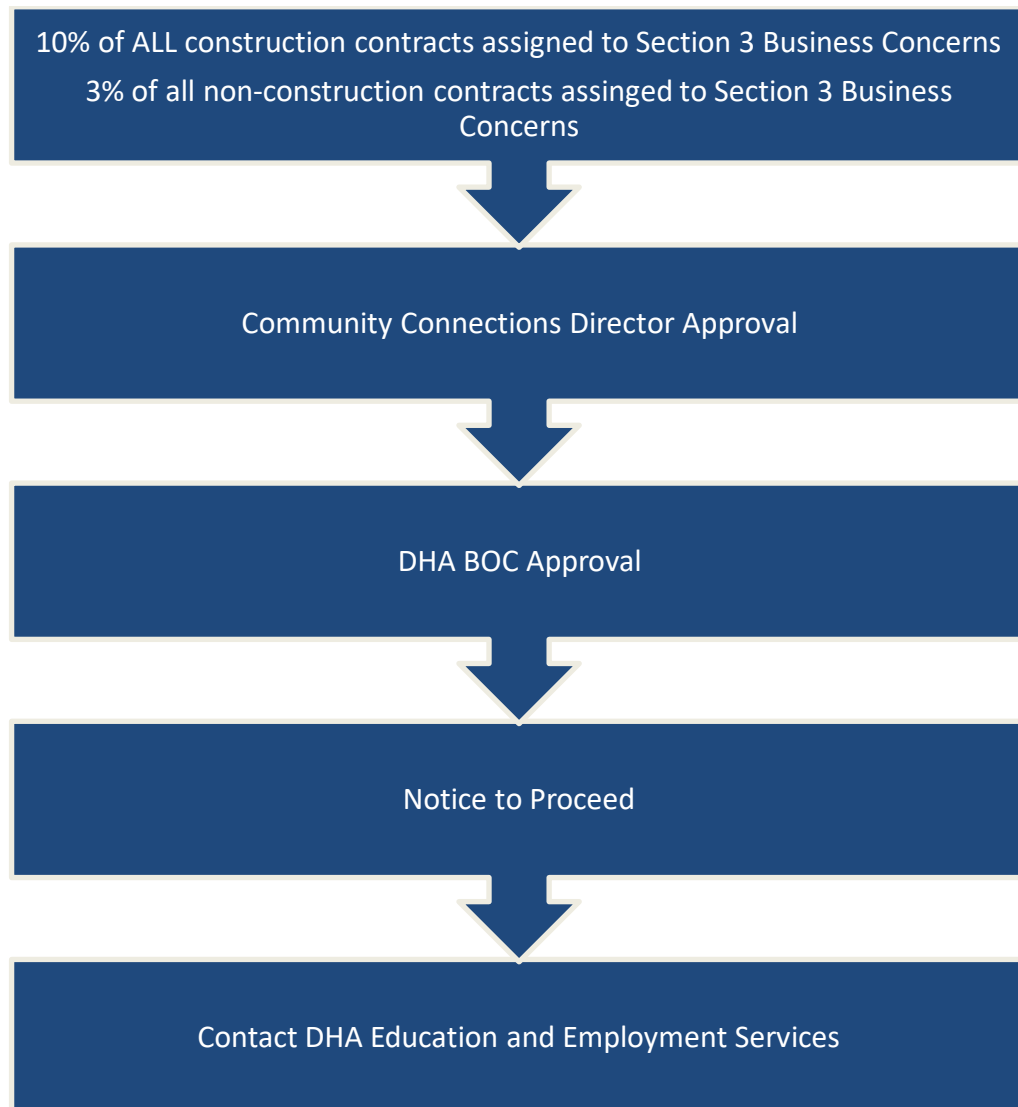 10% of ALL construction contracts assigned to Section 3 Business Concerns
3% of all non-construction contracts assinged to Section 3 Business
Concerns
Community Connections Director Approval
DHA BOC Approval
Notice to Proceed
Contact DHA Education and Employment Services